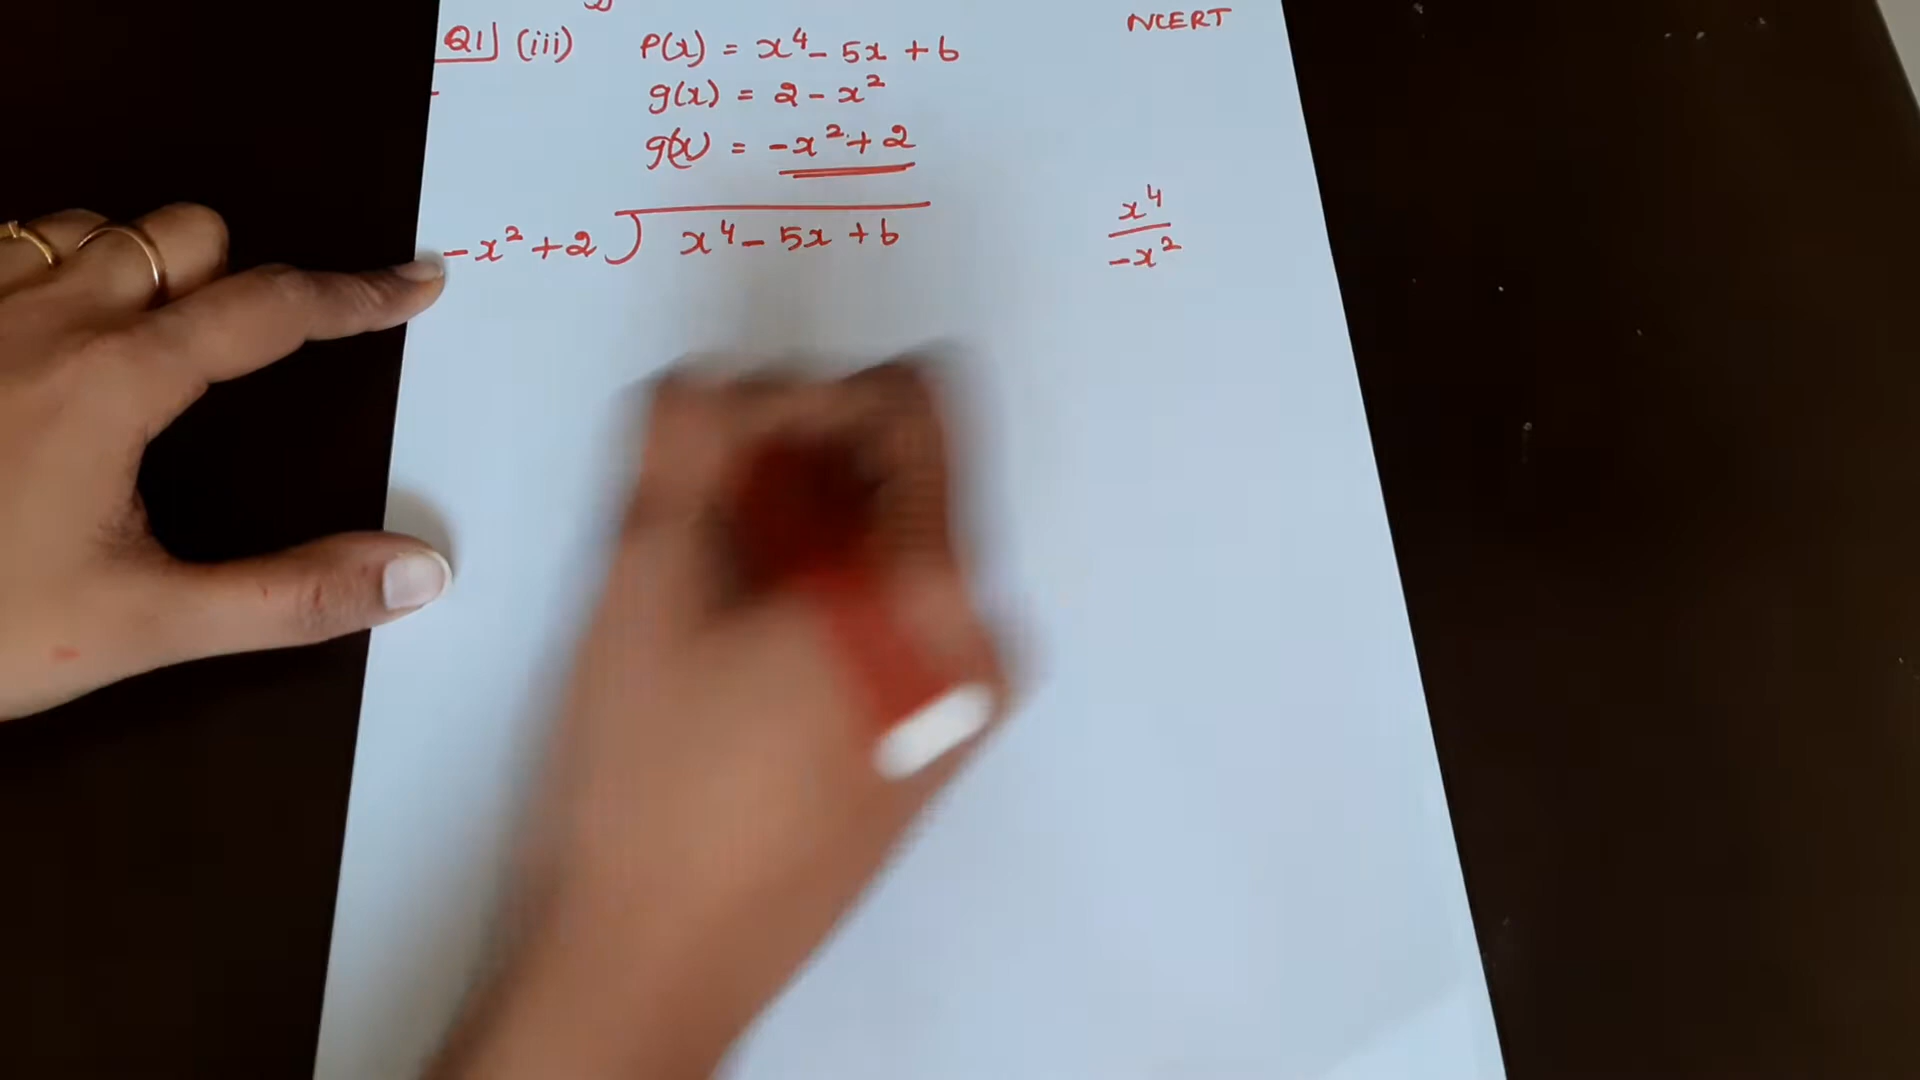 NCERT
Q1 (iii) P(x) = x⁴ - 5x + 6
g(x) = 2 - x²
g(x) = -x² + 2
-x² + 2 ) x⁴ - 5x + 6
x⁴
-x²